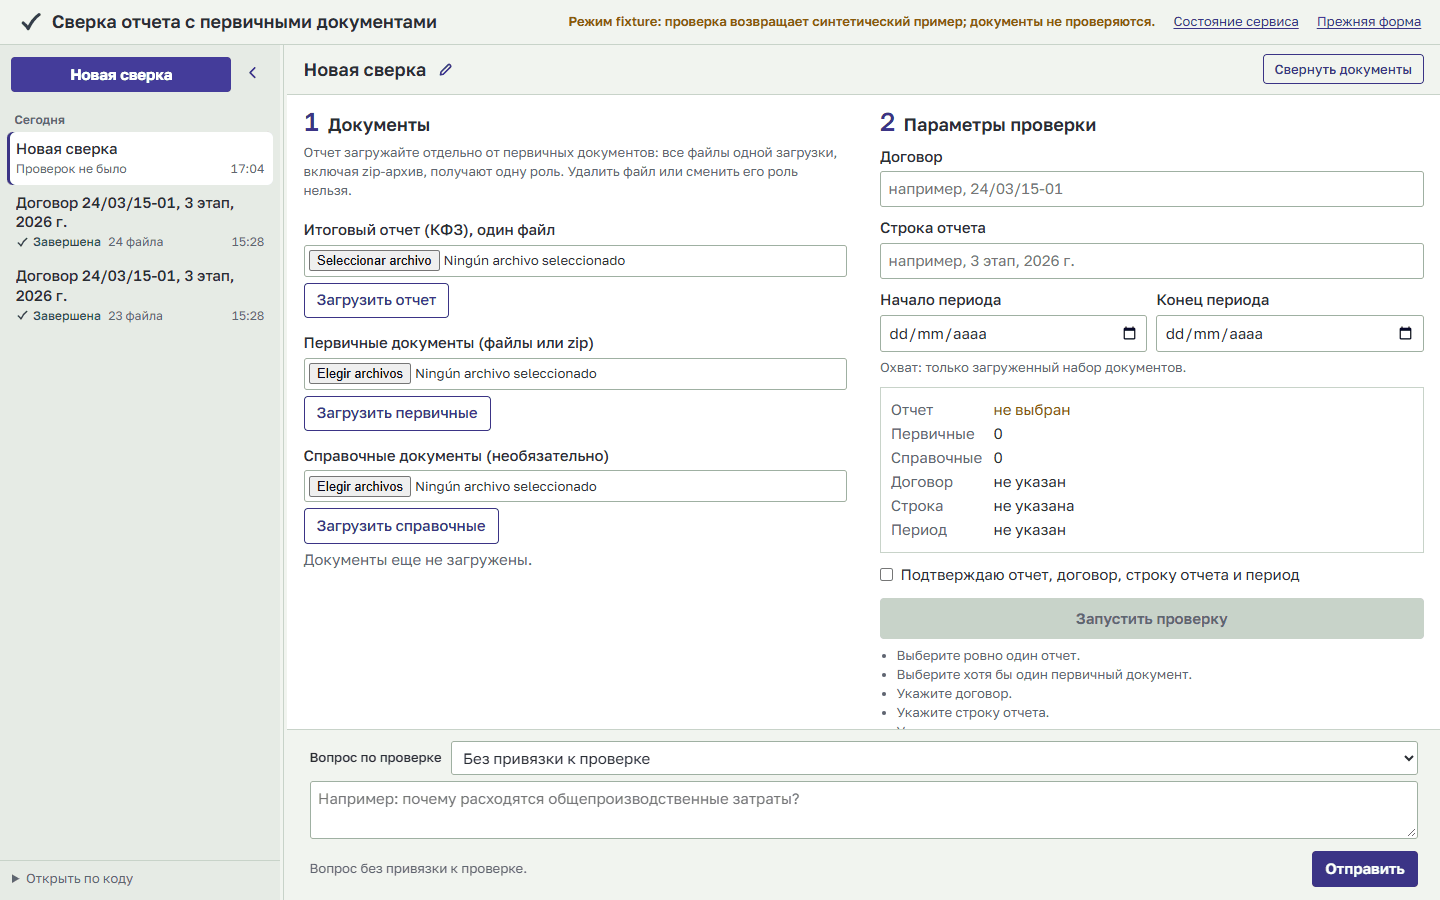 Сверка отчета с первичными документами
Режим fixture: проверка возвращает синтетический пример; документы не проверяются.
Состояние сервиса
Прежняя форма
Новая сверка
Сегодня
Новая сверка
Проверок не было 17:04
Договор 24/03/15-01, 3 этап,
2026 г.
Завершена 24 файла 15:28
Договор 24/03/15-01, 3 этап,
2026 г.
Завершена 23 файла 15:28
Открыть по коду
Новая сверка
Свернуть документы
1 Документы
Отчет загружайте отдельно от первичных документов: все файлы одной загрузки,
включая zip-архив, получают одну роль. Удалить файл или сменить его роль
нельзя.
Итоговый отчет (КФЗ), один файл
Seleccionar archivo Ningún archivo seleccionado
Загрузить отчет
Первичные документы (файлы или zip)
Elegir archivos Ningún archivo seleccionado
Загрузить первичные
Справочные документы (необязательно)
Elegir archivos Ningún archivo seleccionado
Загрузить справочные
Документы еще не загружены.
2 Параметры проверки
Договор
например, 24/03/15-01
Строка отчета
например, 3 этап, 2026 г.
Начало периода Конец периода
dd/mm/aaaa dd/mm/aaaa
Охват: только загруженный набор документов.
Отчет не выбран
Первичные 0
Справочные 0
Договор не указан
Строка не указана
Период не указан
Подтверждаю отчет, договор, строку отчета и период
Запустить проверку
Выберите ровно один отчет.
Выберите хотя бы один первичный документ.
Укажите договор.
Укажите строку отчета.
Вопрос по проверке Без привязки к проверке
Например: почему расходятся общепроизводственные затраты?
Вопрос без привязки к проверке.
Отправить